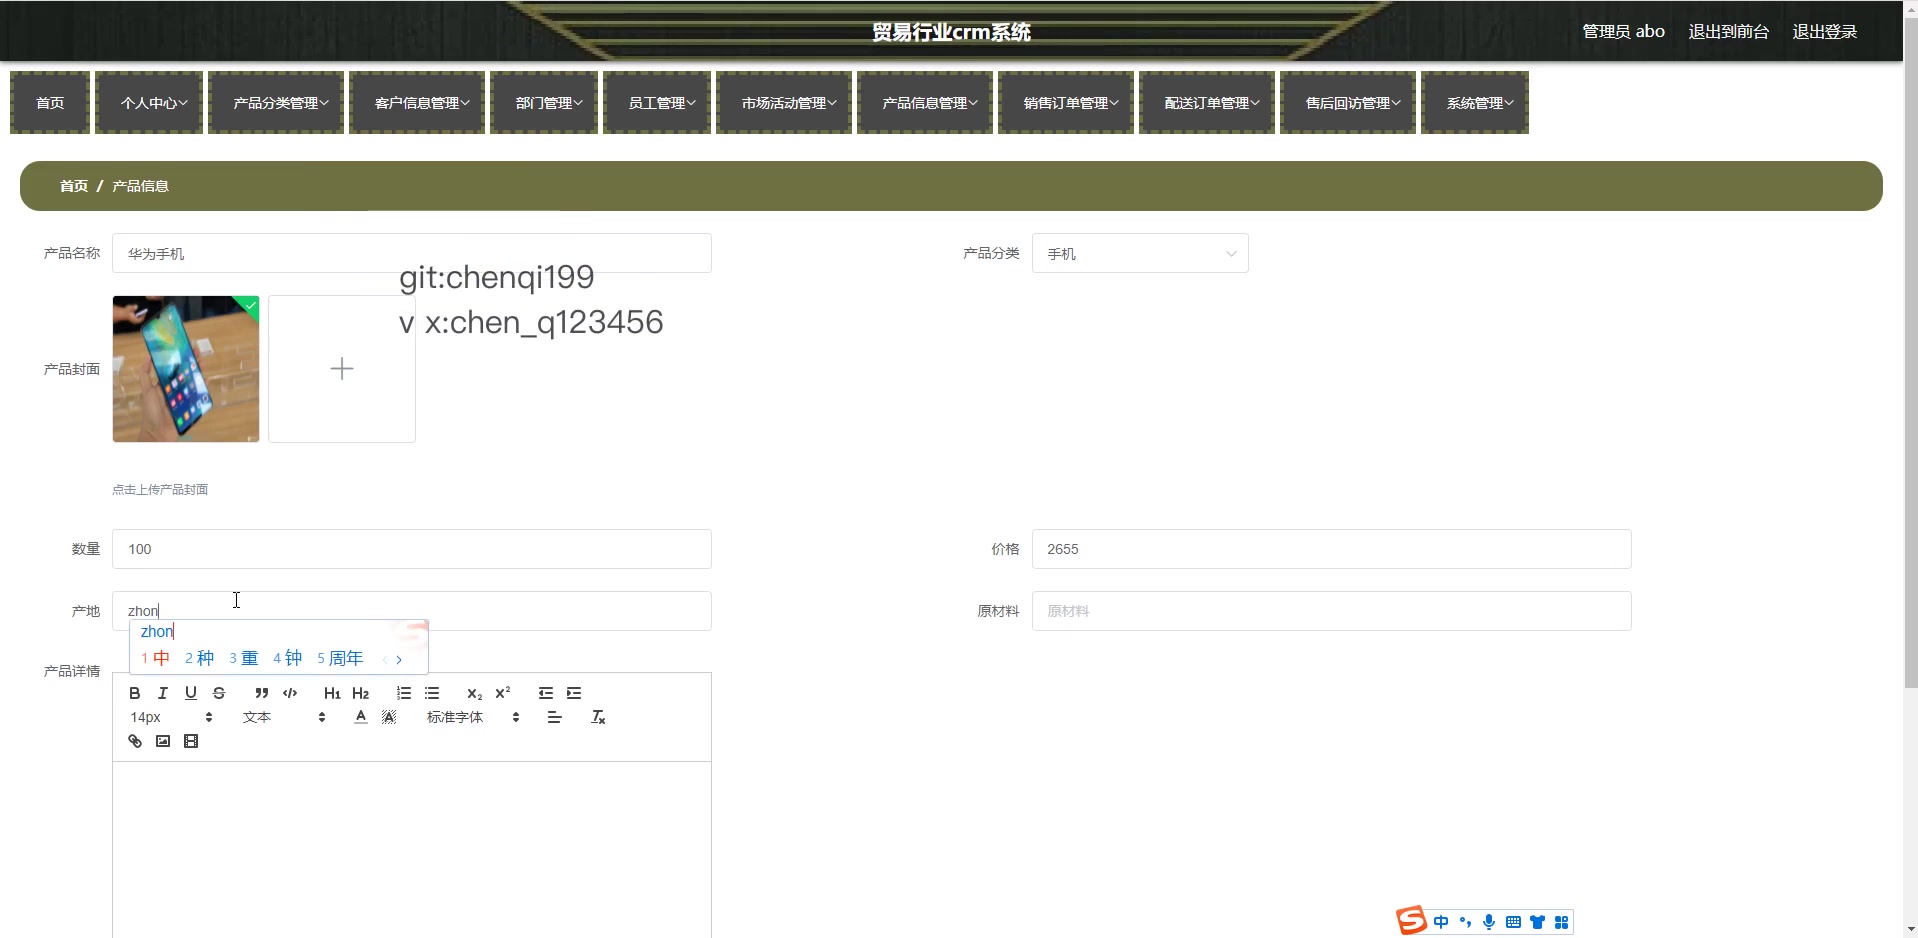 贸易行业crm系统
管理员 abo 退出到前台 退出登录
首页 个人中心 产品分类管理 客户信息管理 部门管理 员工管理 市场活动管理 产品信息管理 销售订单管理 配送订单管理 售后回访管理 系统管理
首页 / 产品信息
产品名称 华为手机 产品分类 手机
git:chenqi199
v x:chen_q123456
产品封面
点击上传产品封面
数量 100 价格 2655
产地 zhon 原材料 原材料
zhon
1 中 2 种 3 重 4 钟 5 周年
产品详情
B I U S H1 H2 X2 X2
14px 文本 A A 标准字体 Tx
S 中